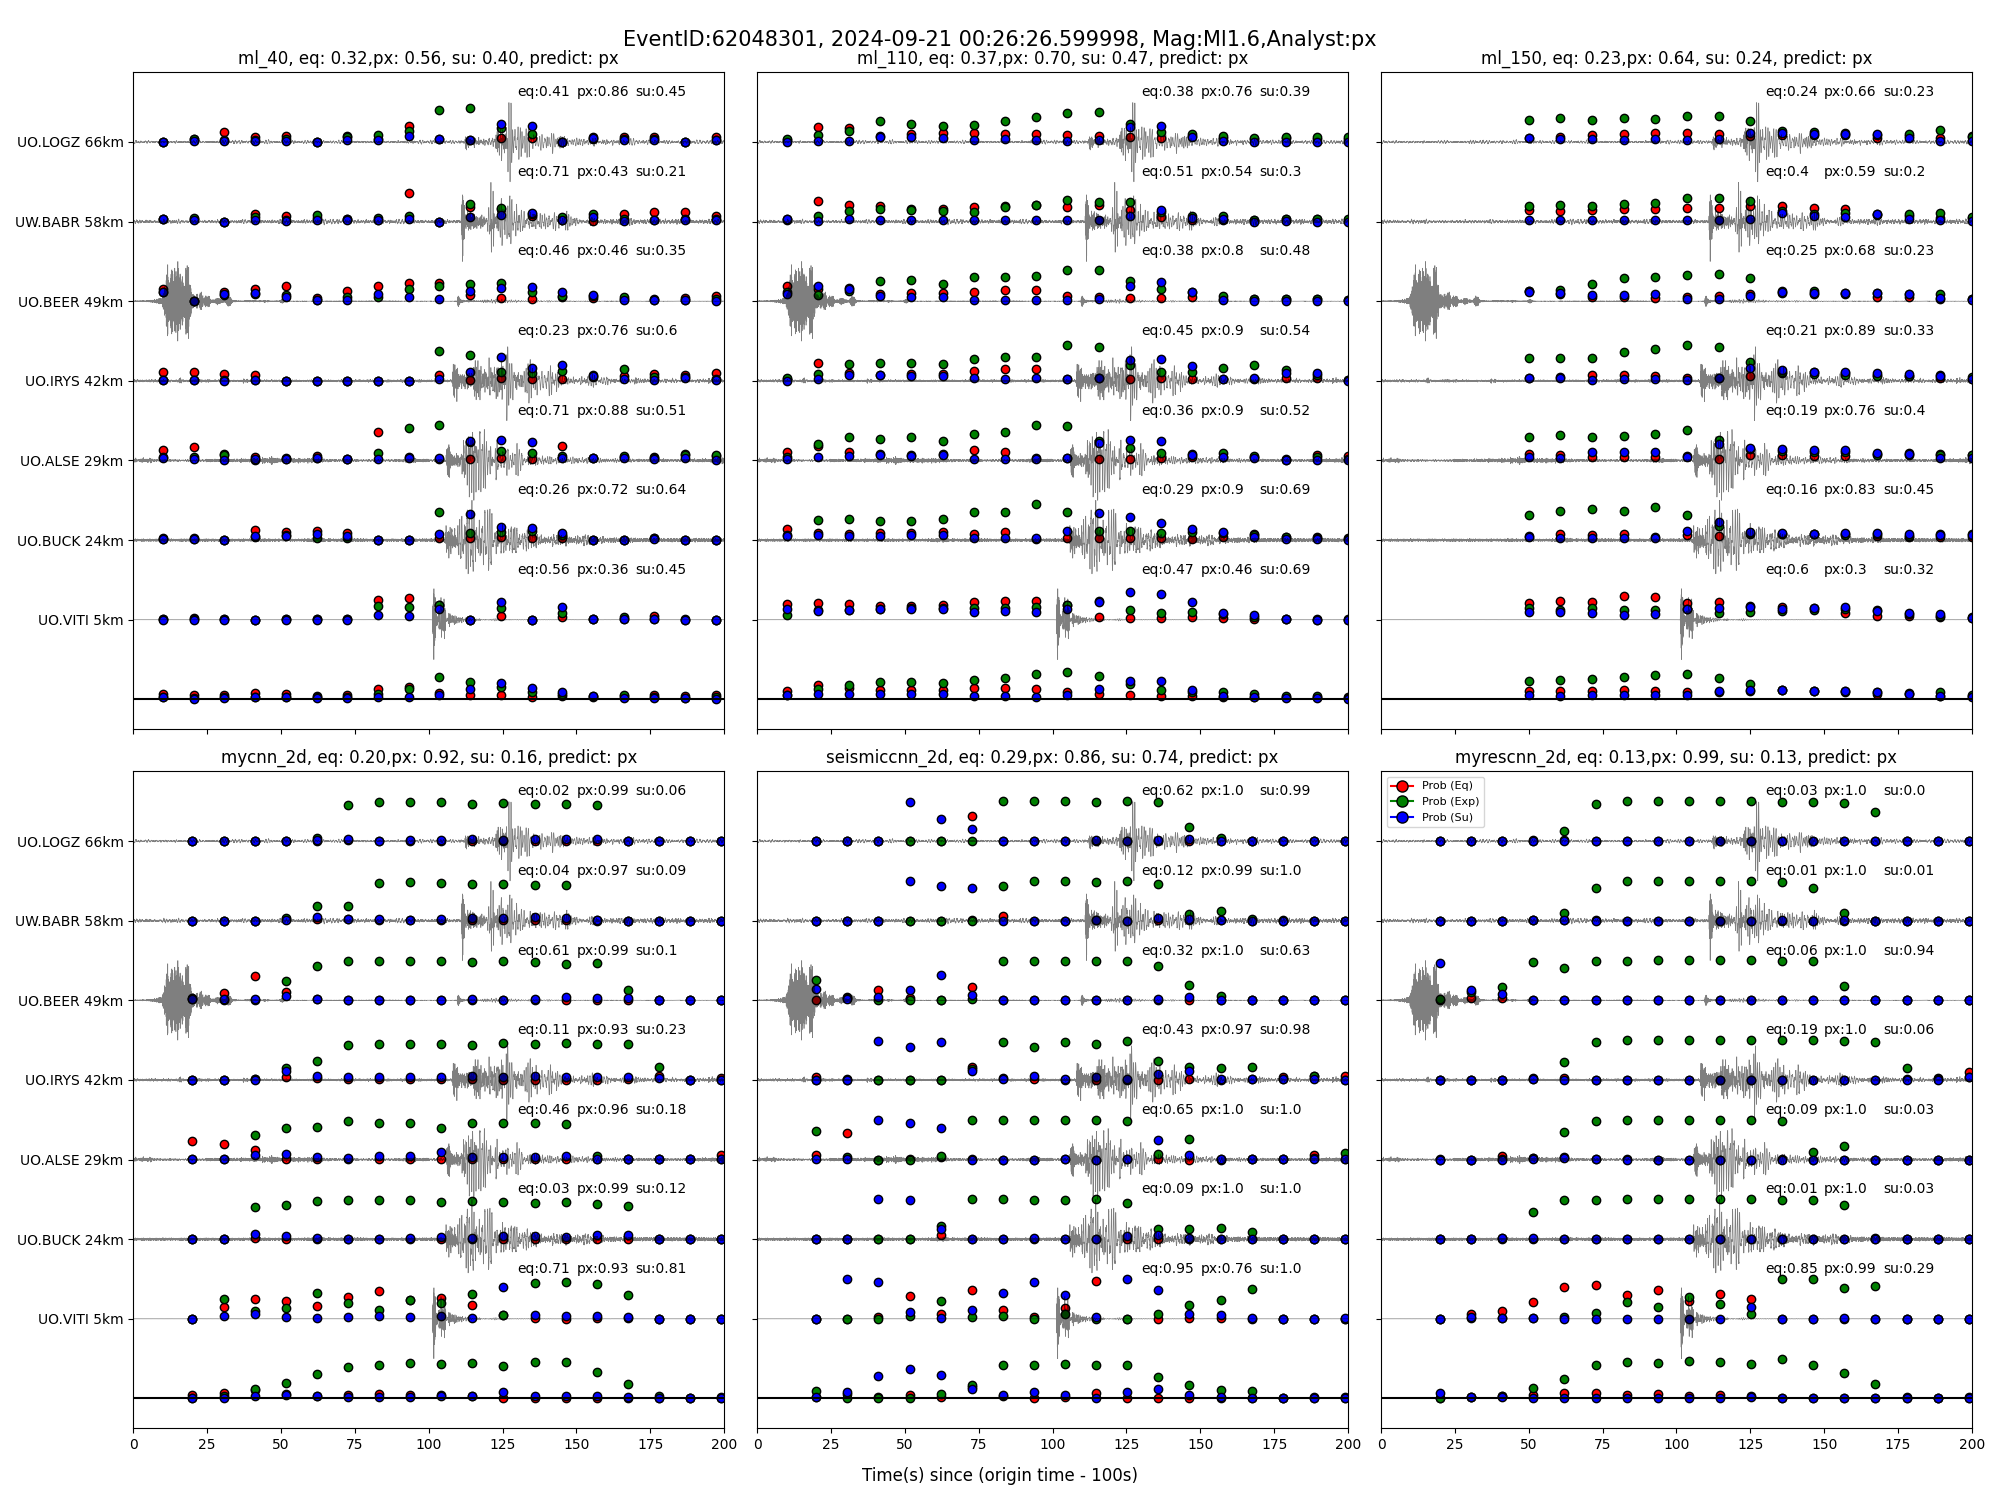 EventID:62048301, 2024-09-21 00:26:26.599998, Mag:Ml1.6,Analyst:px
ml_40, eq: 0.32,px: 0.56, su: 0.40, predict: px
eq:0.41 px:0.86 su:0.45
UO.LOGZ 66km
eq:0.71 px:0.43 su:0.21
UW.BABR 58km
eq:0.46 px:0.46 su:0.35
UO.BEER 49km
eq:0.23 px:0.76 su:0.6
UO.IRYS 42km
eq:0.71 px:0.88 su:0.51
UO.ALSE 29km
eq:0.26 px:0.72 su:0.64
UO.BUCK 24km
eq:0.56 px:0.36 su:0.45
UO.VITI 5km
ml_110, eq: 0.37,px: 0.70, su: 0.47, predict: px
eq:0.38 px:0.76 su:0.39
eq:0.51 px:0.54 su:0.3
eq:0.38 px:0.8 su:0.48
eq:0.45 px:0.9 su:0.54
eq:0.36 px:0.9 su:0.52
eq:0.29 px:0.9 su:0.69
eq:0.47 px:0.46 su:0.69
ml_150, eq: 0.23,px: 0.64, su: 0.24, predict: px
eq:0.24 px:0.66 su:0.23
eq:0.4 px:0.59 su:0.2
eq:0.25 px:0.68 su:0.23
eq:0.21 px:0.89 su:0.33
eq:0.19 px:0.76 su:0.4
eq:0.16 px:0.83 su:0.45
eq:0.6 px:0.3 su:0.32
mycnn_2d, eq: 0.20,px: 0.92, su: 0.16, predict: px
eq:0.02 px:0.99 su:0.06
UO.LOGZ 66km
eq:0.04 px:0.97 su:0.09
UW.BABR 58km
eq:0.61 px:0.99 su:0.1
UO.BEER 49km
eq:0.11 px:0.93 su:0.23
UO.IRYS 42km
eq:0.46 px:0.96 su:0.18
UO.ALSE 29km
eq:0.03 px:0.99 su:0.12
UO.BUCK 24km
eq:0.71 px:0.93 su:0.81
UO.VITI 5km
0 25 50 75 100 125 150 175 200
seismiccnn_2d, eq: 0.29,px: 0.86, su: 0.74, predict: px
eq:0.62 px:1.0 su:0.99
eq:0.12 px:0.99 su:1.0
eq:0.32 px:1.0 su:0.63
eq:0.43 px:0.97 su:0.98
eq:0.65 px:1.0 su:1.0
eq:0.09 px:1.0 su:1.0
eq:0.95 px:0.76 su:1.0
0 25 50 75 100 125 150 175 200
myrescnn_2d, eq: 0.13,px: 0.99, su: 0.13, predict: px
Prob (Eq)
Prob (Exp)
Prob (Su)
eq:0.03 px:1.0 su:0.0
eq:0.01 px:1.0 su:0.01
eq:0.06 px:1.0 su:0.94
eq:0.19 px:1.0 su:0.06
eq:0.09 px:1.0 su:0.03
eq:0.01 px:1.0 su:0.03
eq:0.85 px:0.99 su:0.29
0 25 50 75 100 125 150 175 200
Time(s) since (origin time - 100s)